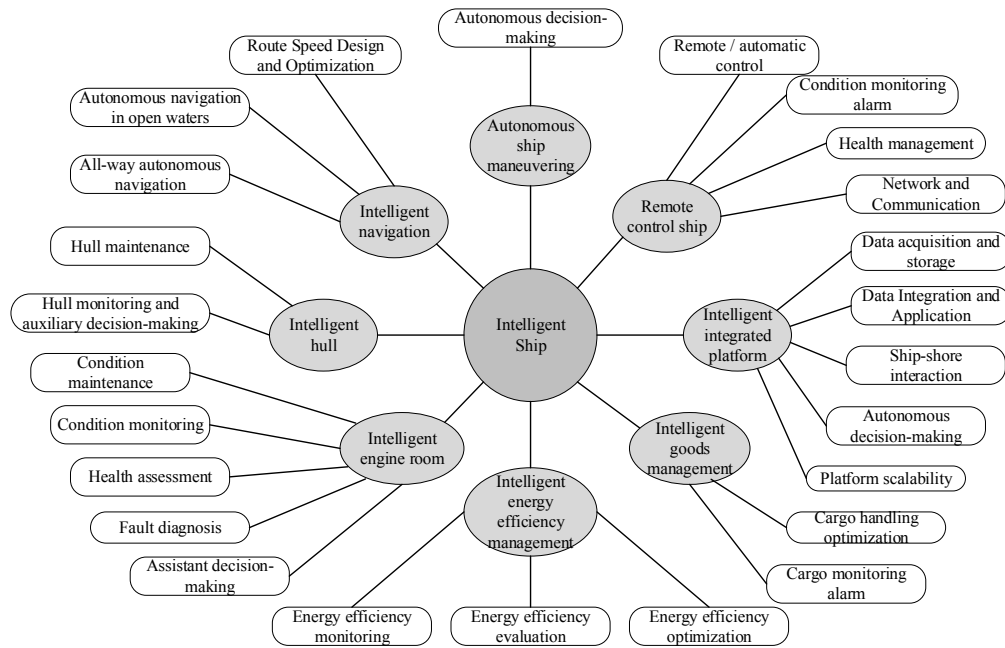 Autonomous decision-
making
Route Speed Design
and Optimization
Remote / automatic
control
Autonomous navigation
in open waters
Condition monitoring
alarm
Autonomous
ship
maneuvering
Health management
All-way autonomous
navigation
Network and
Communication
Intelligent
navigation
Remote
control ship
Hull maintenance
Data acquisition and
storage
Hull monitoring and
auxiliary decision-making
Intelligent
hull
Intelligent
Ship
Intelligent
integrated
platform
Data Integration and
Application
Ship-shore
interaction
Condition
maintenance
Condition monitoring
Autonomous
decision-making
Intelligent
engine room
Intelligent
goods
management
Health assessment
Platform scalability
Intelligent
energy
efficiency
management
Fault diagnosis
Cargo handling
optimization
Assistant decision-
making
Cargo monitoring
alarm
Energy efficiency
monitoring
Energy efficiency
evaluation
Energy efficiency
optimization